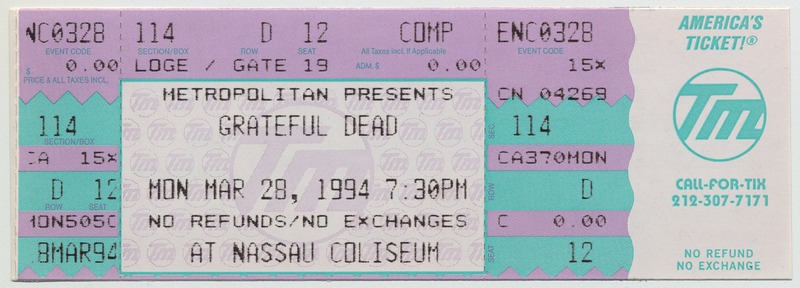 NC0328 114 D 12 COMP ENC0328
EVENT CODE SECTION/BOX ROW SEAT All Taxes Incl. If Applicable EVENT CODE
$ 0.00 LOGE / GATE 19 ADM.$ 0.00 15X
PRICE & ALL TAXES INCL.
METROPOLITAN PRESENTS CN 04269
114 GRATEFUL DEAD 114
SECTION/BOX SEC
CA 15X CA370MON
D 12 MON MAR 28, 1994 7:30PM D
ROW SEAT
NO REFUNDS/NO EXCHANGES C 0.00
8MAR94 AT NASSAU COLISEUM 12
AMERICA'S
TICKET!®
Tm
CALL-FOR-TIX
212-307-7171
NO REFUND
NO EXCHANGE